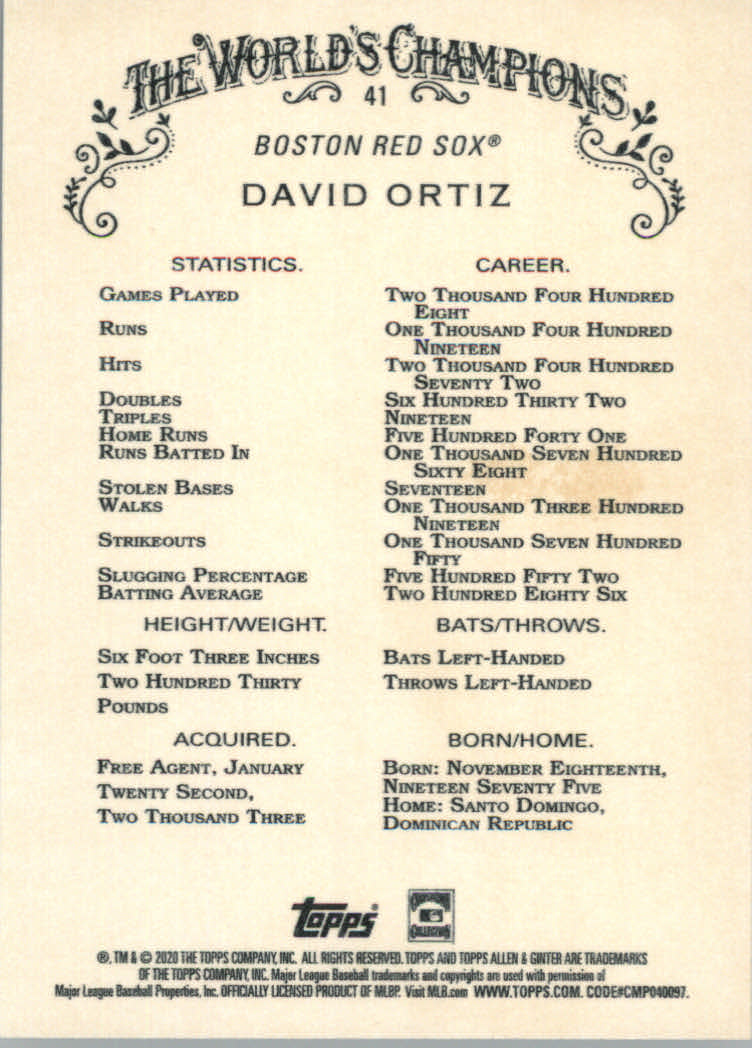 THE WORLD'S CHAMPIONS
41
BOSTON RED SOX®
DAVID ORTIZ
STATISTICS. CAREER.
GAMES PLAYED TWO THOUSAND FOUR HUNDRED
EIGHT
RUNS ONE THOUSAND FOUR HUNDRED
NINETEEN
HITS TWO THOUSAND FOUR HUNDRED
SEVENTY TWO
DOUBLES SIX HUNDRED THIRTY TWO
TRIPLES NINETEEN
HOME RUNS FIVE HUNDRED FORTY ONE
RUNS BATTED IN ONE THOUSAND SEVEN HUNDRED
SIXTY EIGHT
STOLEN BASES SEVENTEEN
WALKS ONE THOUSAND THREE HUNDRED
NINETEEN
STRIKEOUTS ONE THOUSAND SEVEN HUNDRED
FIFTY
SLUGGING PERCENTAGE FIVE HUNDRED FIFTY TWO
BATTING AVERAGE TWO HUNDRED EIGHTY SIX
HEIGHT/WEIGHT. BATS/THROWS.
SIX FOOT THREE INCHES BATS LEFT-HANDED
TWO HUNDRED THIRTY THROWS LEFT-HANDED
POUNDS
ACQUIRED. BORN/HOME.
FREE AGENT, JANUARY BORN: NOVEMBER EIGHTEENTH,
TWENTY SECOND, NINETEEN SEVENTY FIVE
TWO THOUSAND THREE HOME: SANTO DOMINGO,
DOMINICAN REPUBLIC
Topps®
®, TM & © 2020 THE TOPPS COMPANY, INC. ALL RIGHTS RESERVED. TOPPS AND TOPPS ALLEN & GINTER ARE TRADEMARKS
OF THE TOPPS COMPANY, INC. Major League Baseball trademarks and copyrights are used with permission of
Major League Baseball Properties, Inc. OFFICIALLY LICENSED PRODUCT OF MLBP. Visit MLB.com WWW.TOPPS.COM. CODE#CMP040097.